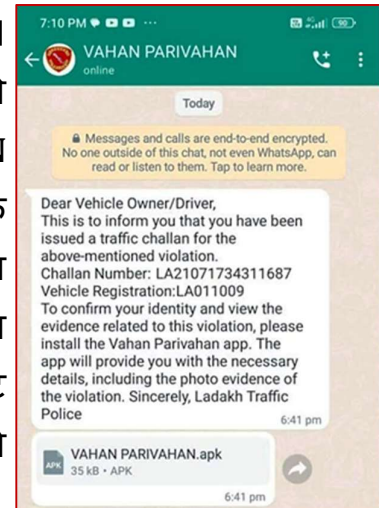 7:10 PM
90
VAHAN PARIVAHAN
online
Today
Messages and calls are end-to-end encrypted.
No one outside of this chat, not even WhatsApp, can
read or listen to them. Tap to learn more.
Dear Vehicle Owner/Driver,
This is to inform you that you have been
issued a traffic challan for the
above-mentioned violation.
Challan Number: LA21071734311687
Vehicle Registration:LA011009
To confirm your identity and view the
evidence related to this violation, please
install the Vahan Parivahan app. The
app will provide you with the necessary
details, including the photo evidence of
the violation. Sincerely, Ladakh Traffic
Police
6:41 pm
APK
VAHAN PARIVAHAN.apk
35 kB • APK
6:41 pm